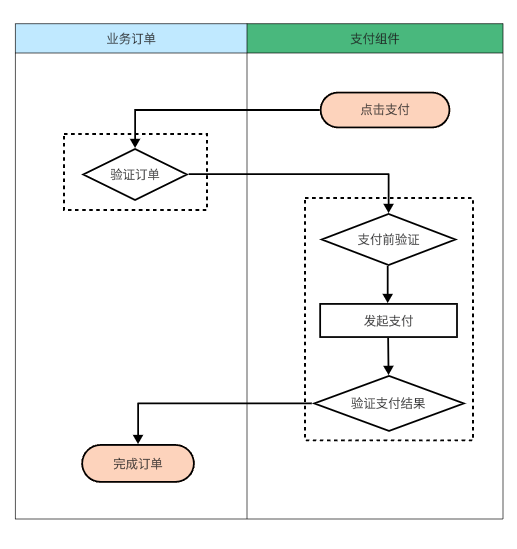 业务订单
支付组件
点击支付
验证订单
支付前验证
发起支付
验证支付结果
完成订单